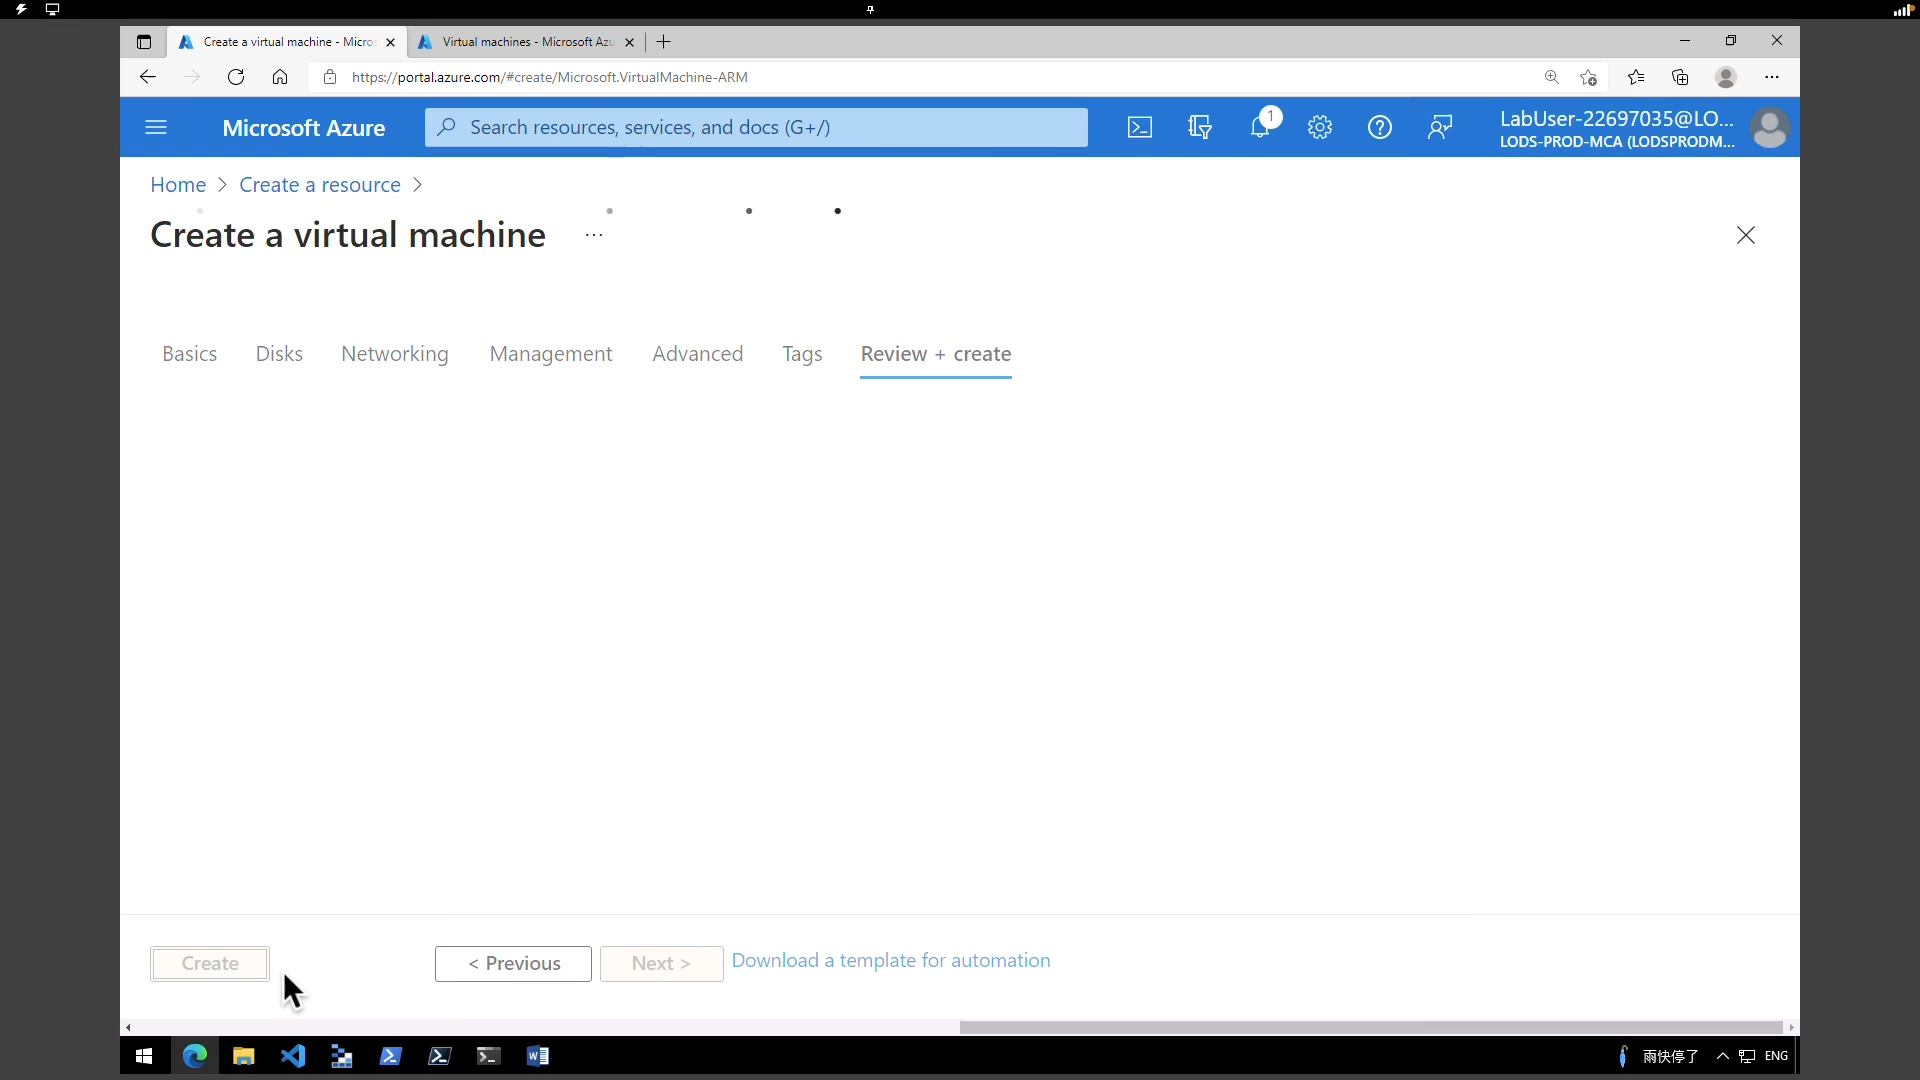 Create a virtual machine - Micros
Virtual machines - Microsoft Azu
https://portal.azure.com/#create/Microsoft.VirtualMachine-ARM
Microsoft Azure
Search resources, services, and docs (G+/)
1
LabUser-22697035@LO...
LODS-PROD-MCA (LODSPRODM...
Home > Create a resource >
Create a virtual machine ...
Basics Disks Networking Management Advanced Tags Review + create
Create
< Previous
Next >
Download a template for automation
雨快停了
ENG